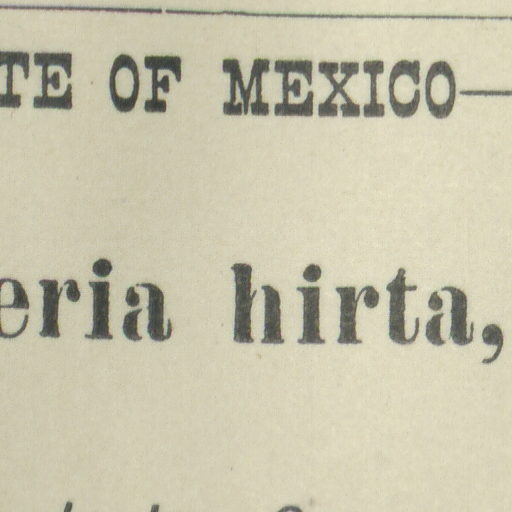 TE OF MEXICO—
eria hirta,